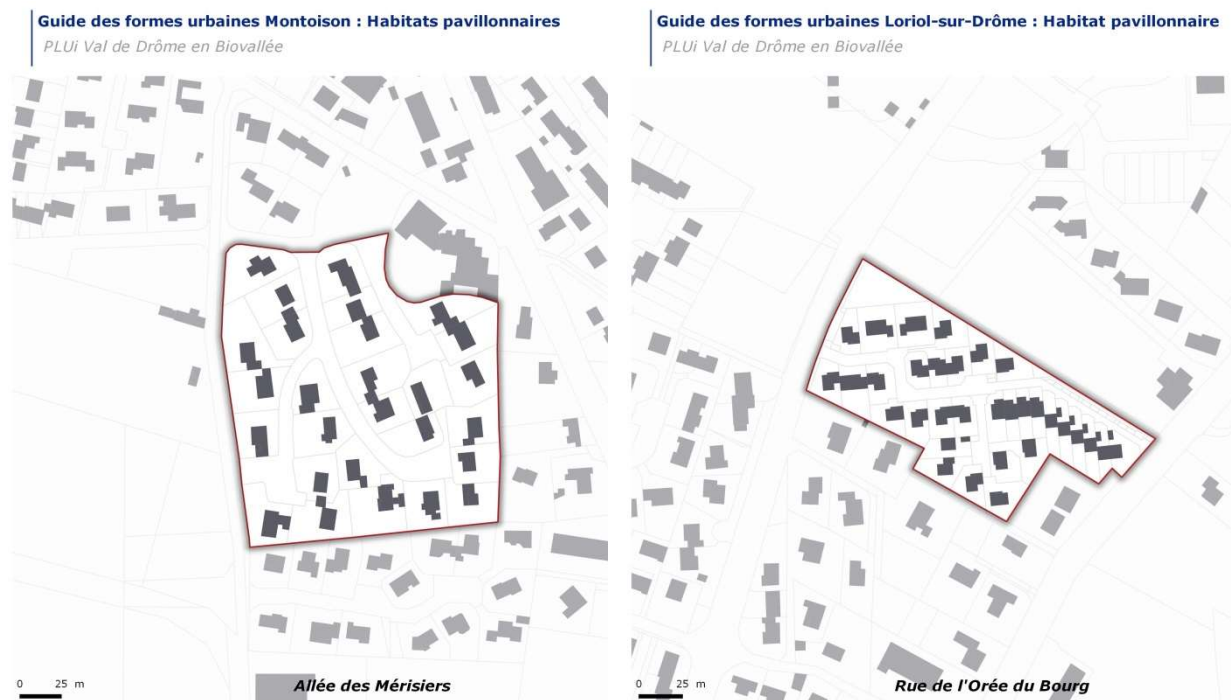 Guide des formes urbaines Montoison : Habitats pavillonnaires
PLUi Val de Drôme en Biovallée
0 25 m
Allée des Mérisiers
Guide des formes urbaines Loriol-sur-Drôme : Habitat pavillonnaire
PLUi Val de Drôme en Biovallée
0 25 m
Rue de l'Orée du Bourg